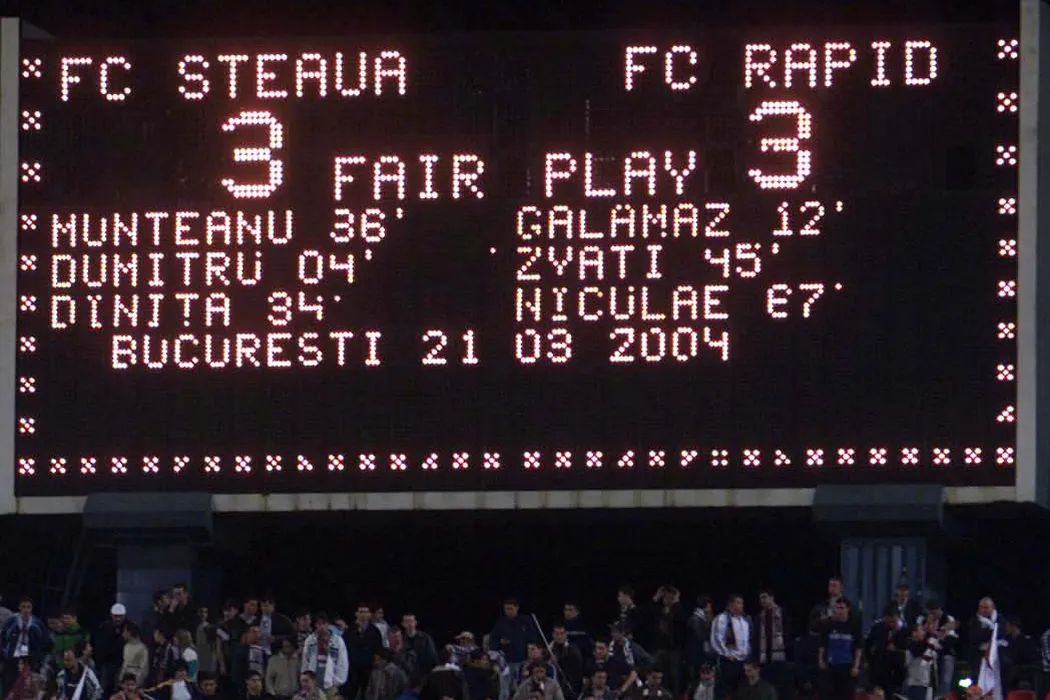 FC STEAUA FC RAPID
3 FAIR PLAY 3
MUNTEANU 36' GALAMAZ 12'
DUMITRU 04' ZVATI 45'
DINITA 34' NICULAE 67'
BUCURESTI 21 03 2004